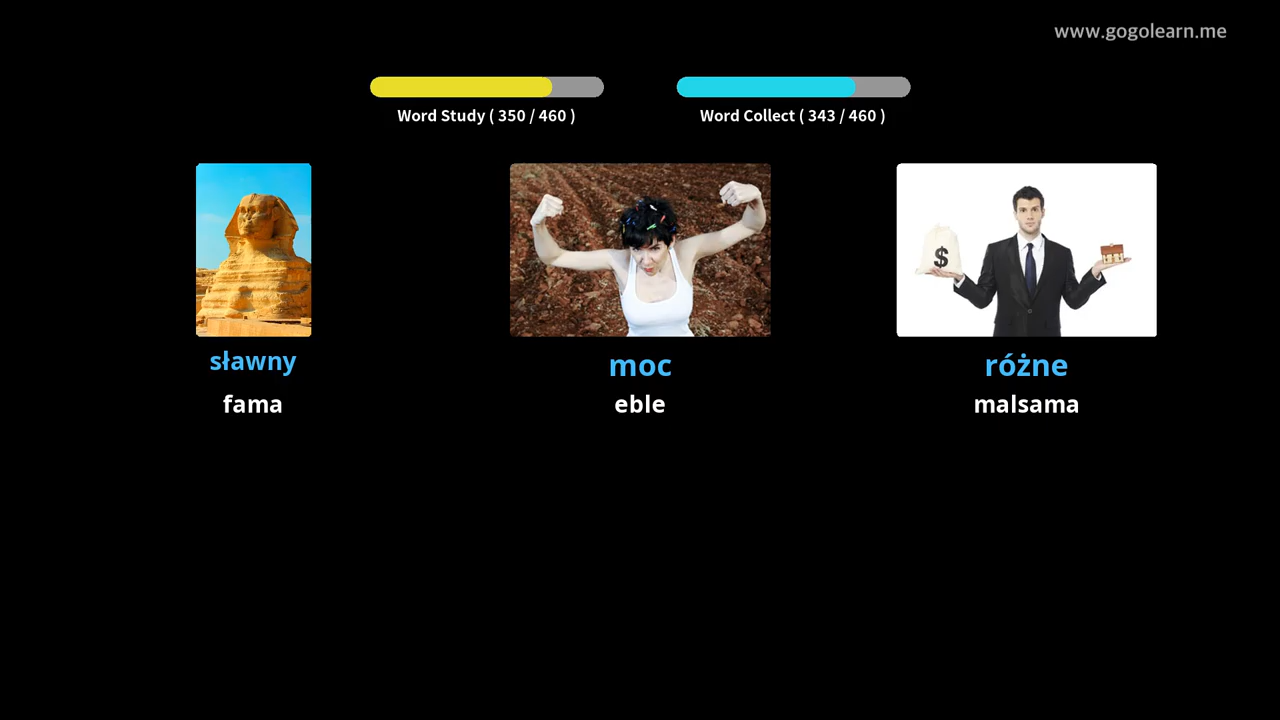 www.gogolearn.me
Word Study ( 350 / 460 )
Word Collect ( 343 / 460 )
$
sławny
moc
różne
fama
eble
malsama